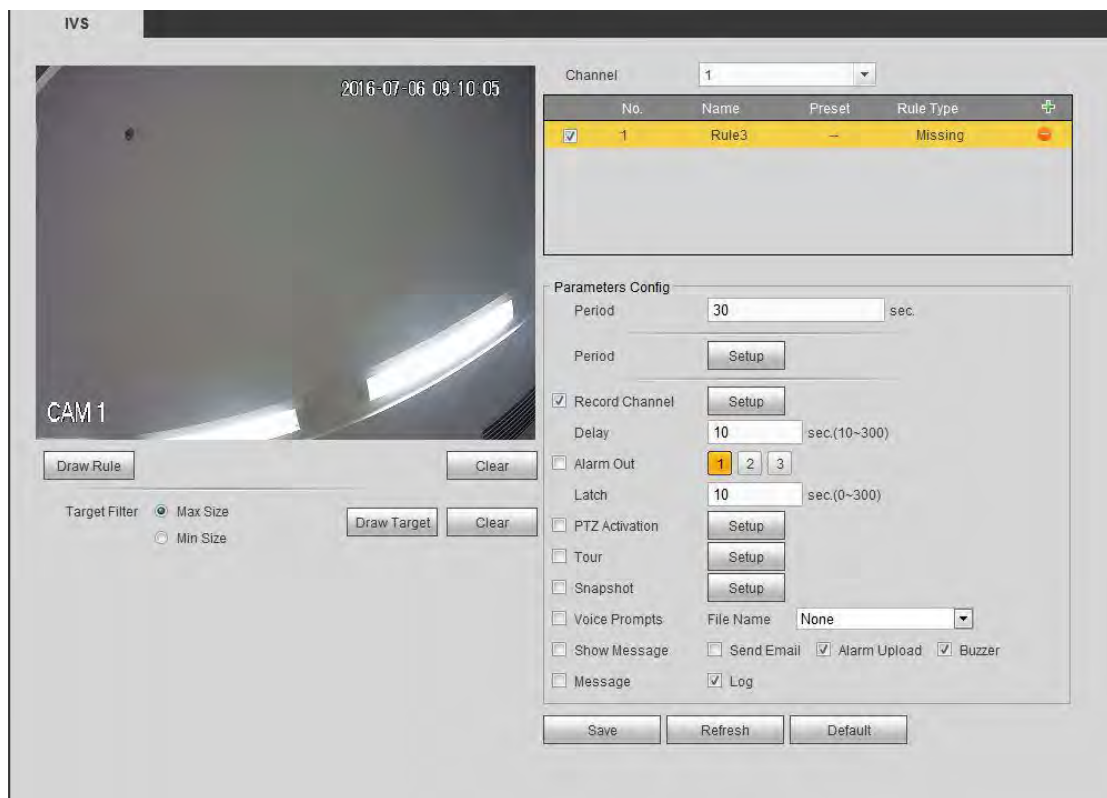 IVS
2016-07-06 09:10:05
CAM 1
Draw Rule
Clear
Target Filter
Max Size
Min Size
Draw Target
Clear
Channel
1
No. Name Preset Rule Type
1 Rule3 -- Missing
Parameters Config
Period 30 sec.
Period Setup
Record Channel Setup
Delay 10 sec.(10~300)
Alarm Out 1 2 3
Latch 10 sec.(0~300)
PTZ Activation Setup
Tour Setup
Snapshot Setup
Voice Prompts File Name None
Show Message Send Email Alarm Upload Buzzer
Message Log
Save Refresh Default